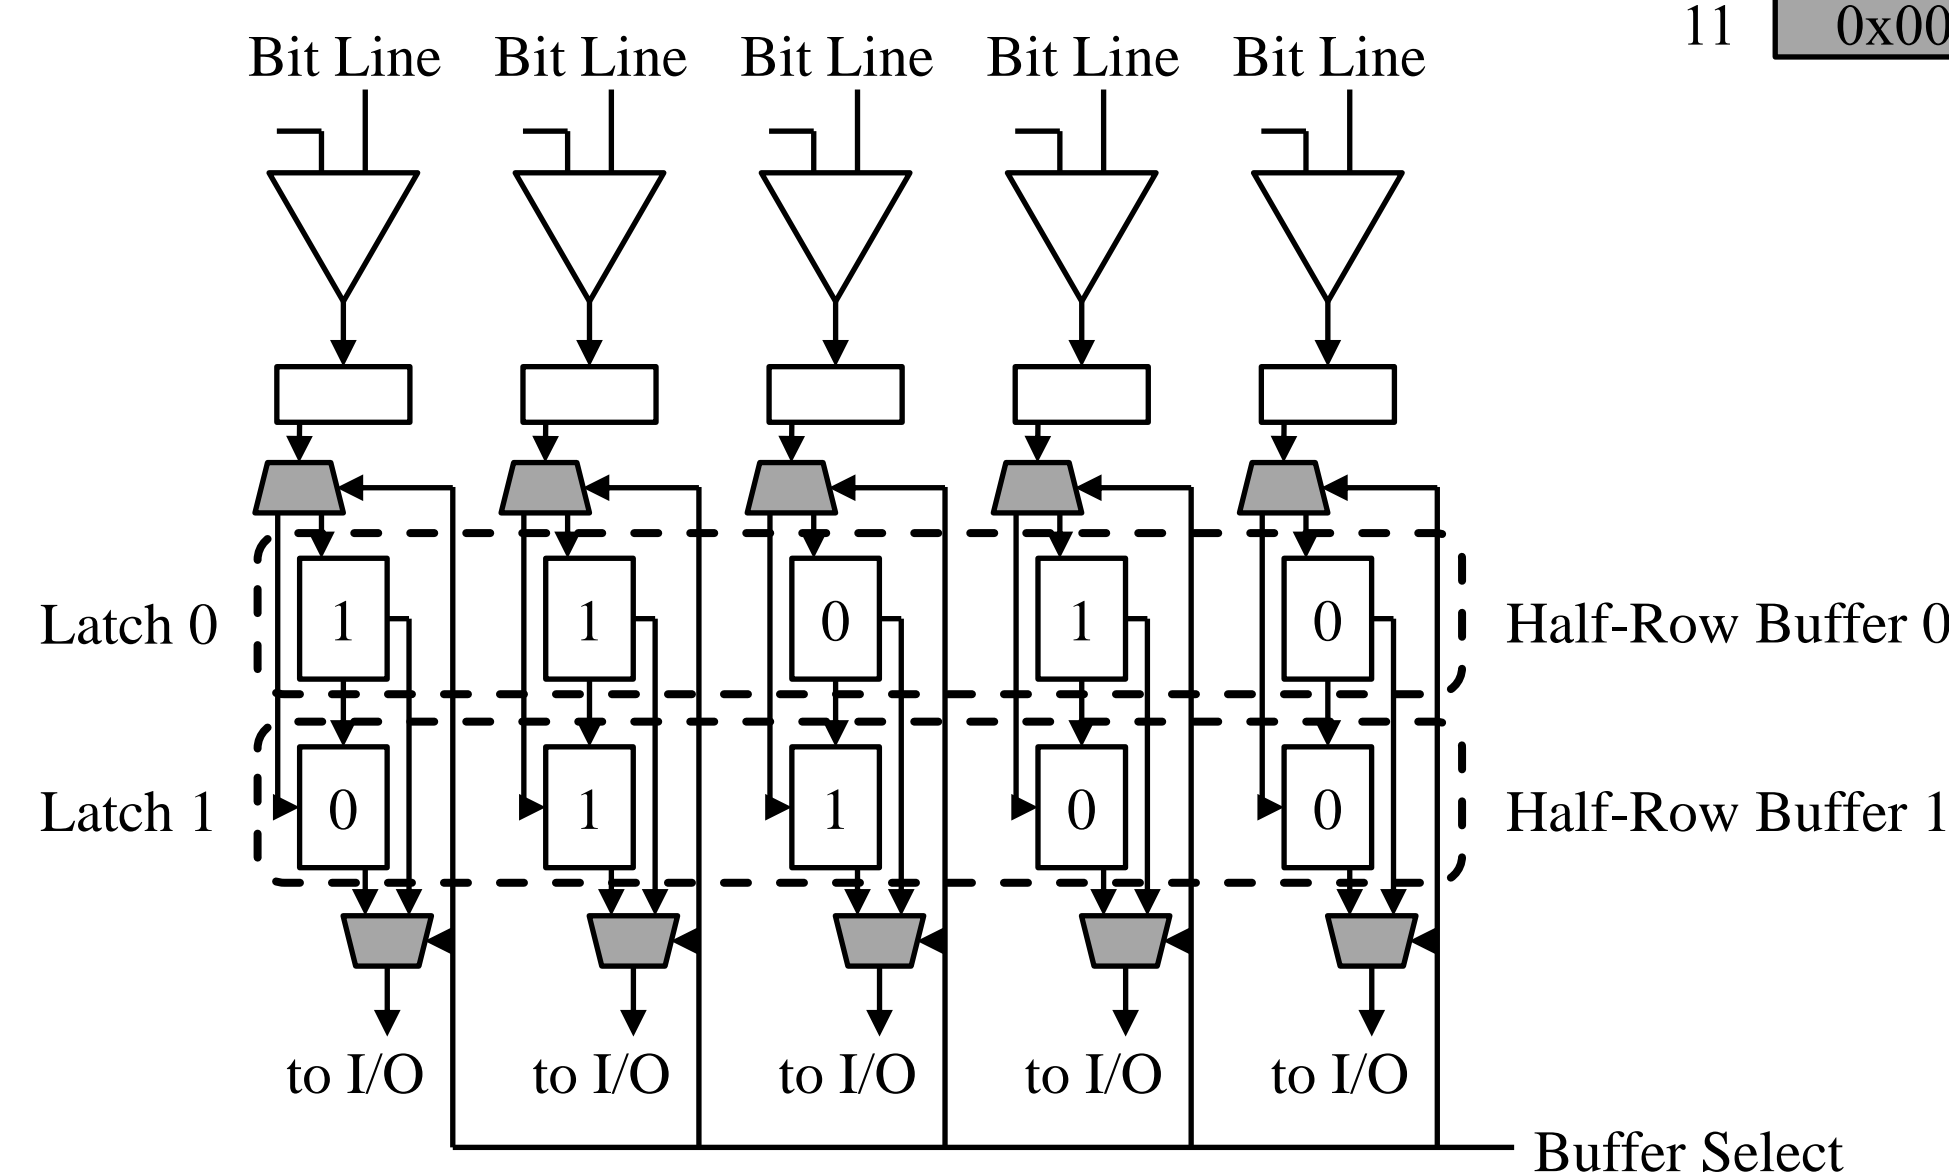 11 0x00
Bit Line Bit Line Bit Line Bit Line Bit Line
Latch 0 1 1 0 1 0 Half-Row Buffer 0
Latch 1 0 1 1 0 0 Half-Row Buffer 1
to I/O to I/O to I/O to I/O to I/O
Buffer Select